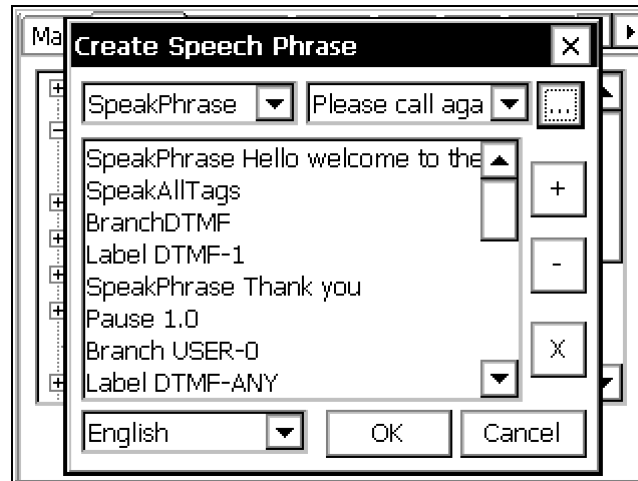 Ma
Create Speech Phrase
SpeakPhrase
Please call aga
...
SpeakPhrase Hello welcome to the
SpeakAllTags
BranchDTMF
Label DTMF-1
SpeakPhrase Thank you
Pause 1.0
Branch USER-0
Label DTMF-ANY
+
-
X
English
OK
Cancel